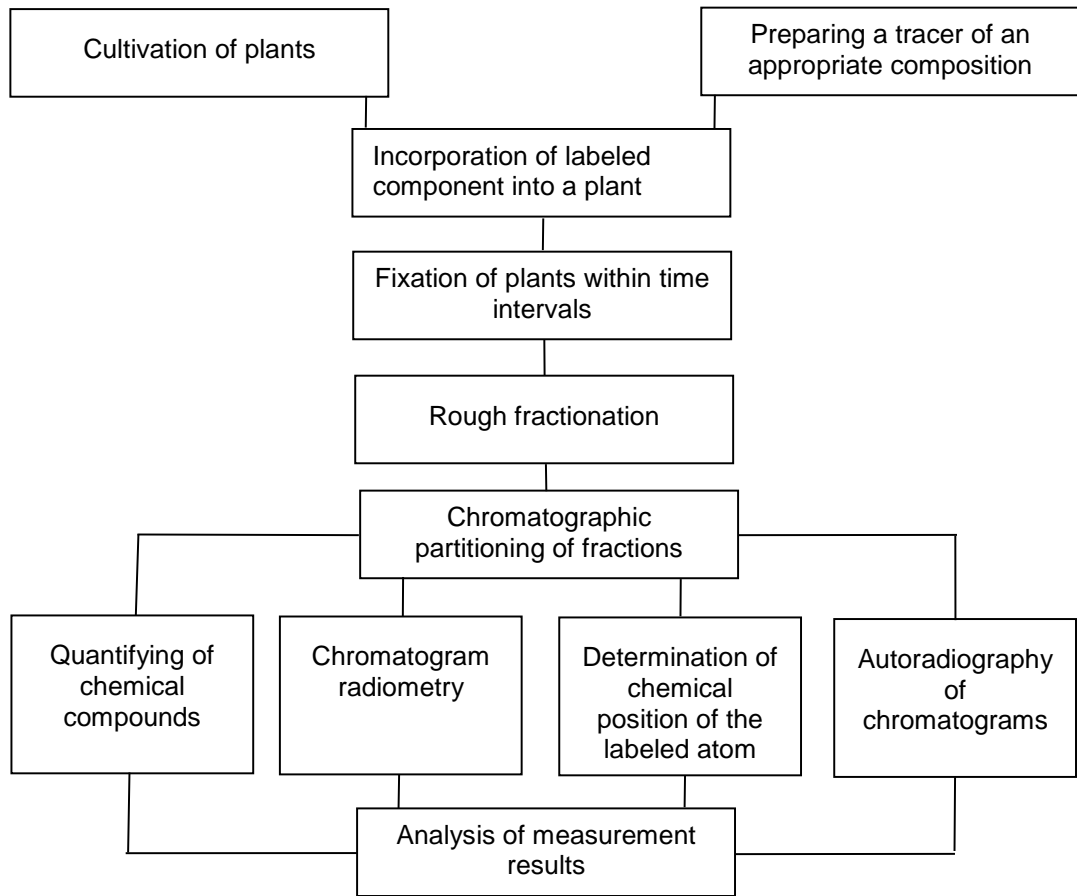 Cultivation of plants
Preparing a tracer of an
appropriate composition
Incorporation of labeled
component into a plant
Fixation of plants within time
intervals
Rough fractionation
Chromatographic
partitioning of fractions
Quantifying of
chemical
compounds
Chromatogram
radiometry
Determination of
chemical
position of the
labeled atom
Autoradiography
of
chromatograms
Analysis of measurement
results